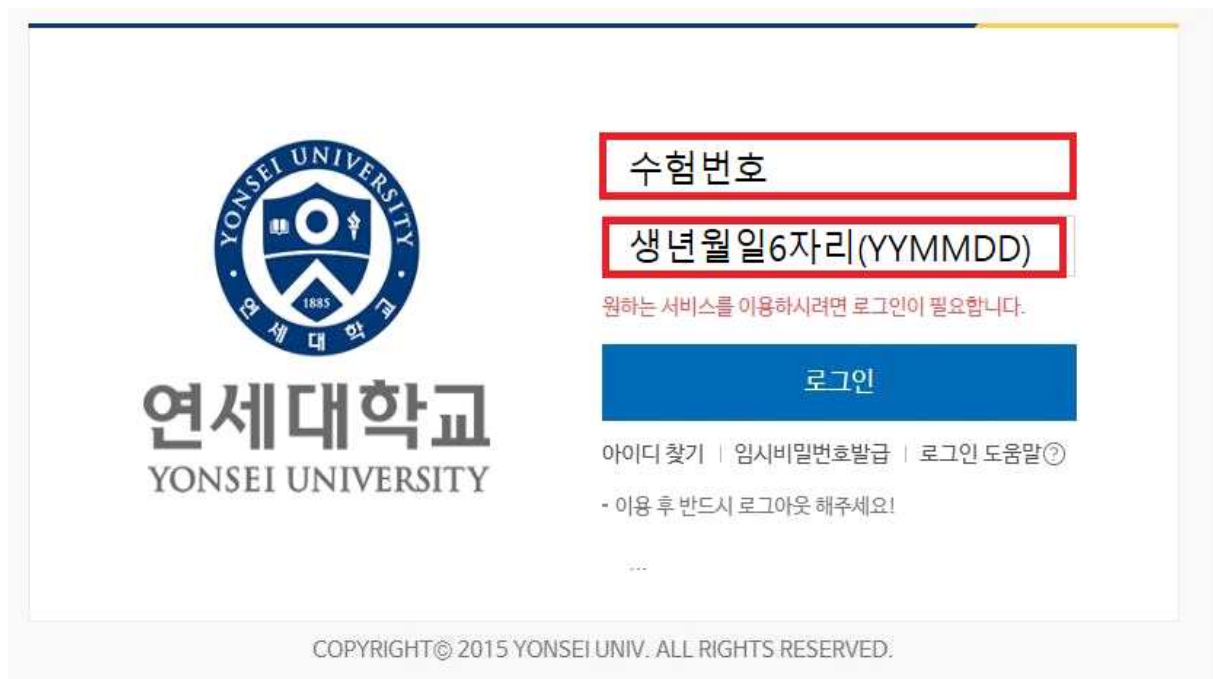 YONSEI UNIVERSITY
1885
연세대학교
연세대학교
YONSEI UNIVERSITY
수험번호
생년월일6자리(YYMMDD)
원하는 서비스를 이용하시려면 로그인이 필요합니다.
로그인
아이디 찾기 | 임시비밀번호발급 | 로그인 도움말?
- 이용 후 반드시 로그아웃 해주세요!
...
COPYRIGHT© 2015 YONSEI UNIV. ALL RIGHTS RESERVED.